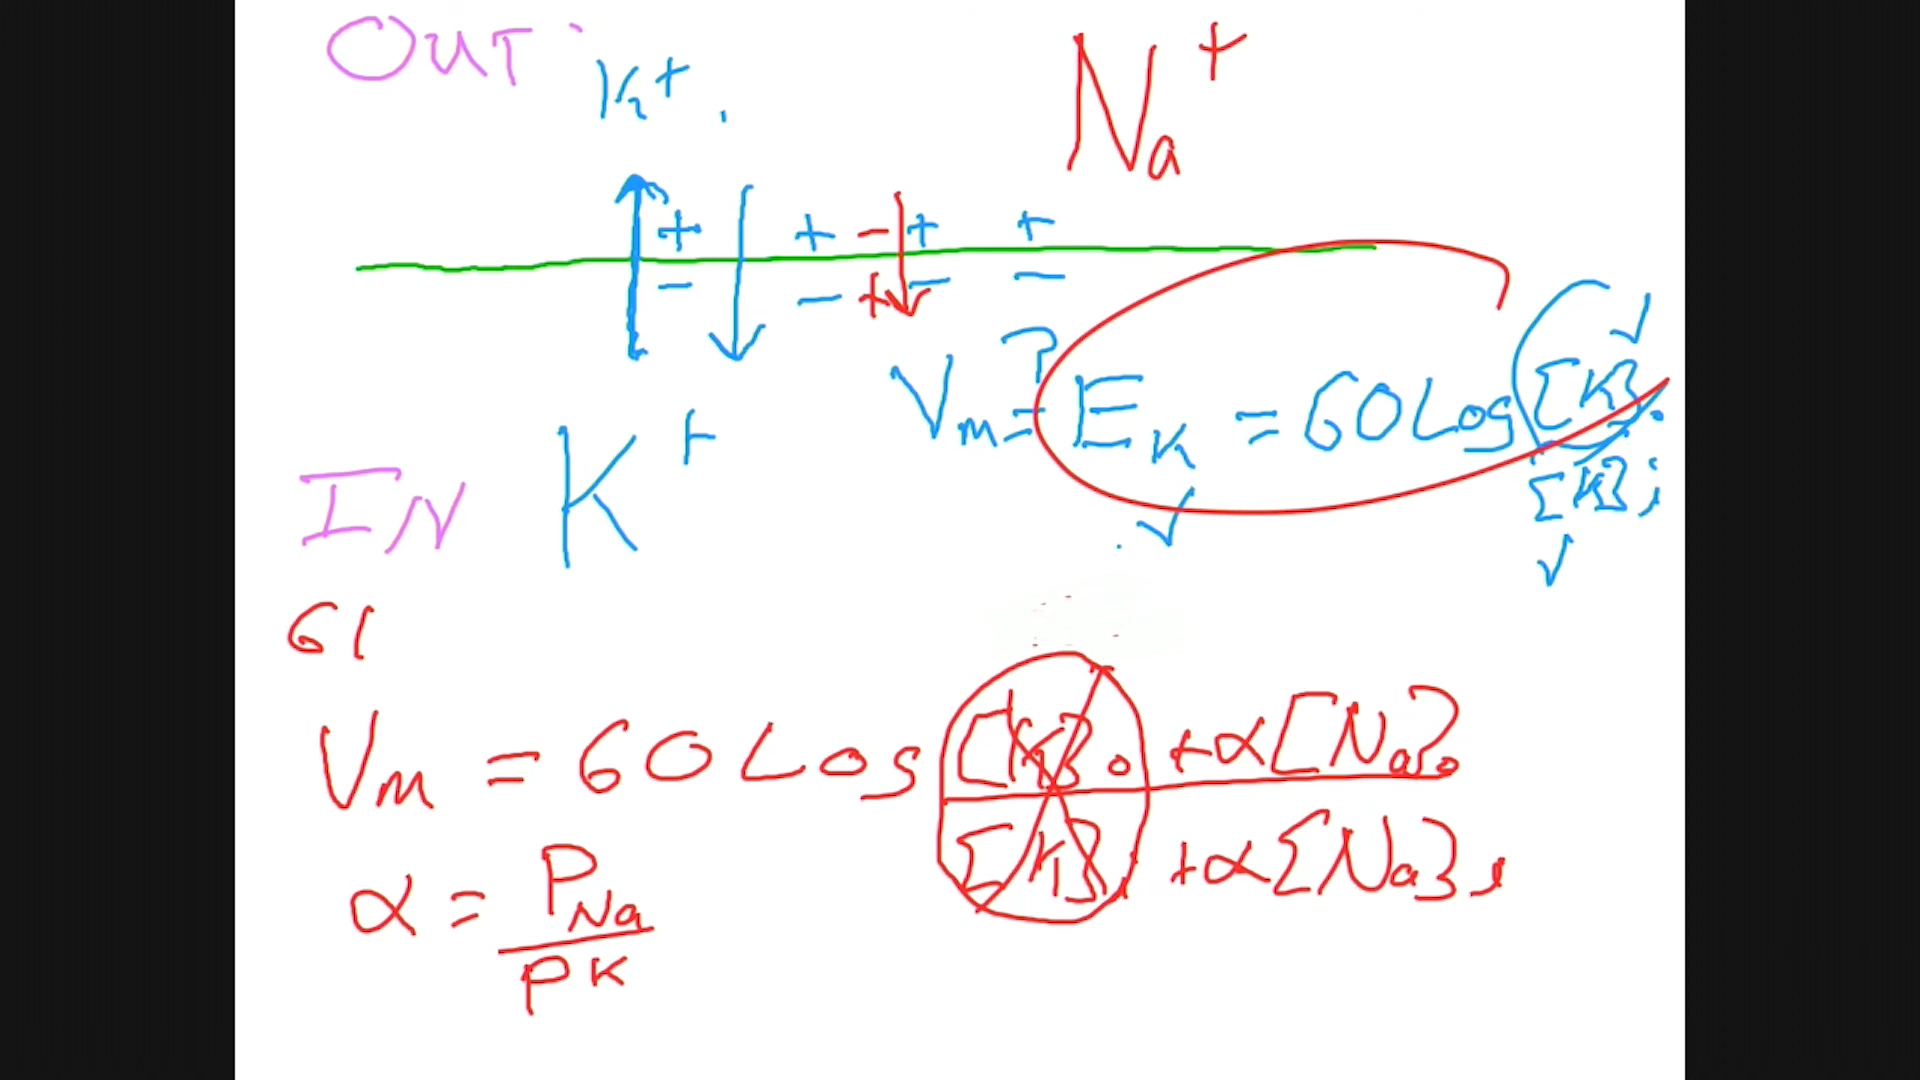 OUT
K+
Na+
+ + - + +
- - + - -
?
Vm = EK = 60 Log [K]o
[K]i
IN K+
61
Vm = 60 Log [K]o + α[Na]o
[K]i + α[Na]i
α = PNa
PK